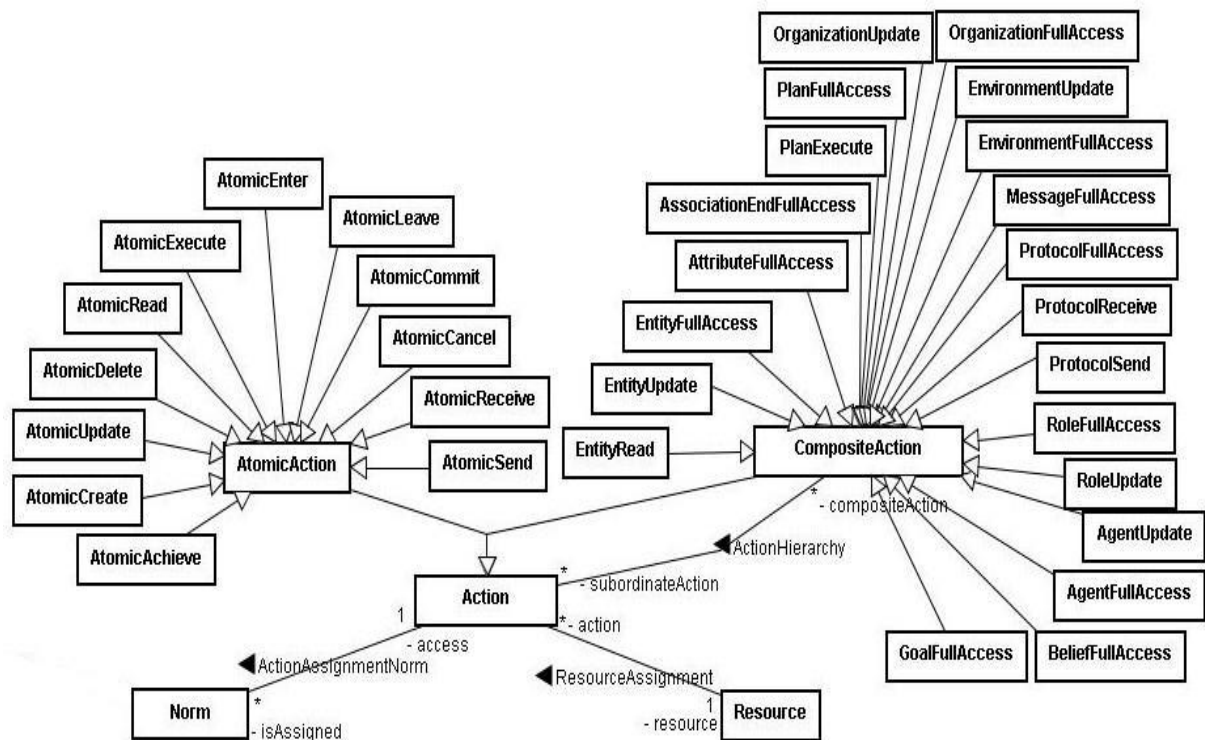 OrganizationUpdate
OrganizationFullAccess
PlanFullAccess
EnvironmentUpdate
PlanExecute
EnvironmentFullAccess
AtomicEnter
AssociationEndFullAccess
MessageFullAccess
AtomicLeave
AtomicExecute
AttributeFullAccess
ProtocolFullAccess
AtomicCommit
AtomicRead
EntityFullAccess
ProtocolReceive
AtomicCancel
AtomicDelete
EntityUpdate
ProtocolSend
AtomicReceive
AtomicUpdate
AtomicAction
AtomicSend
EntityRead
CompositeAction
RoleFullAccess
RoleUpdate
AtomicCreate
*
- compositeAction
AgentUpdate
AtomicAchieve
ActionHierarchy
*
- subordinateAction
Action
AgentFullAccess
1
- access
*
- action
GoalFullAccess
BeliefFullAccess
ActionAssignmentNorm
ResourceAssignment
Norm
*
- isAssigned
1
- resource
Resource